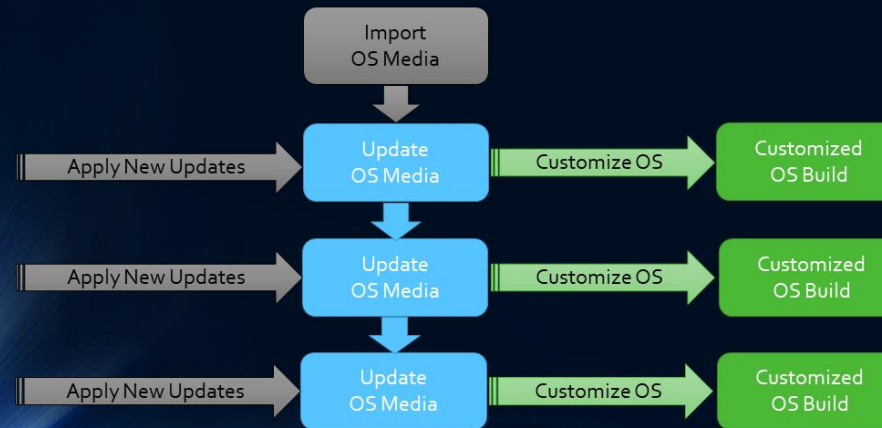 Import
OS Media
Apply New Updates
Update
OS Media
Customize OS
Customized
OS Build
Apply New Updates
Update
OS Media
Customize OS
Customized
OS Build
Apply New Updates
Update
OS Media
Customize OS
Customized
OS Build